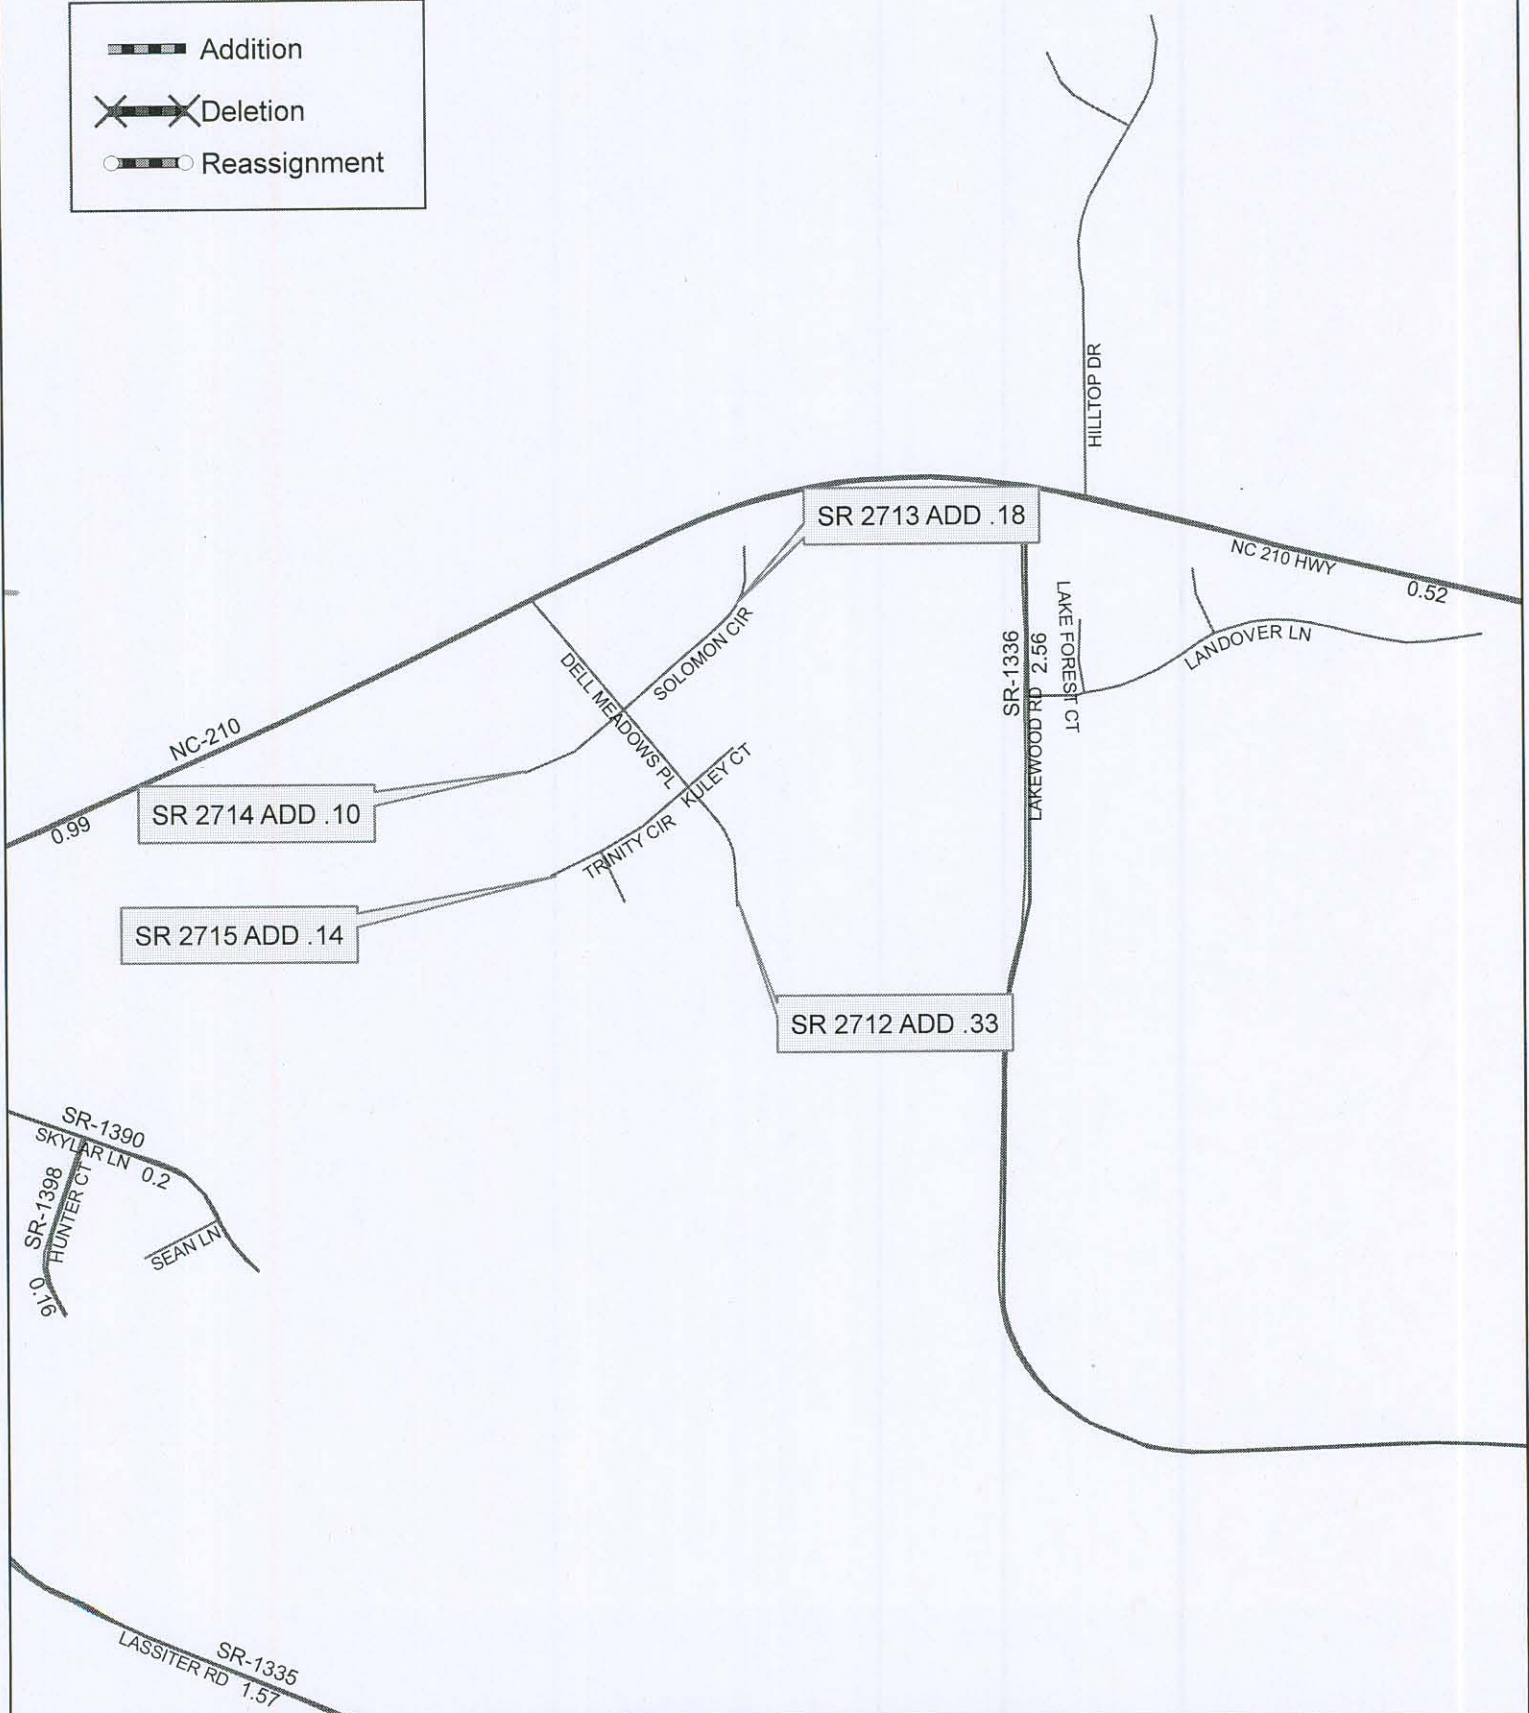 Addition
Deletion
Reassignment
HILLTOP DR
SR 2713 ADD .18
NC 210 HWY
0.52
SOLOMON CIR
DELL MEADOWS PL
SR-1336
2.56
LAKEWOOD RD
LAKE FOREST CT
LANDOVER LN
NC-210
0.99
SR 2714 ADD .10
KULEY CT
TRINITY CIR
SR 2715 ADD .14
SR 2712 ADD .33
SR-1390
SKYLAR LN 0.2
SR-1398
HUNTER CT
0.16
SEAN LN
SR-1335
LASSITER RD 1.57